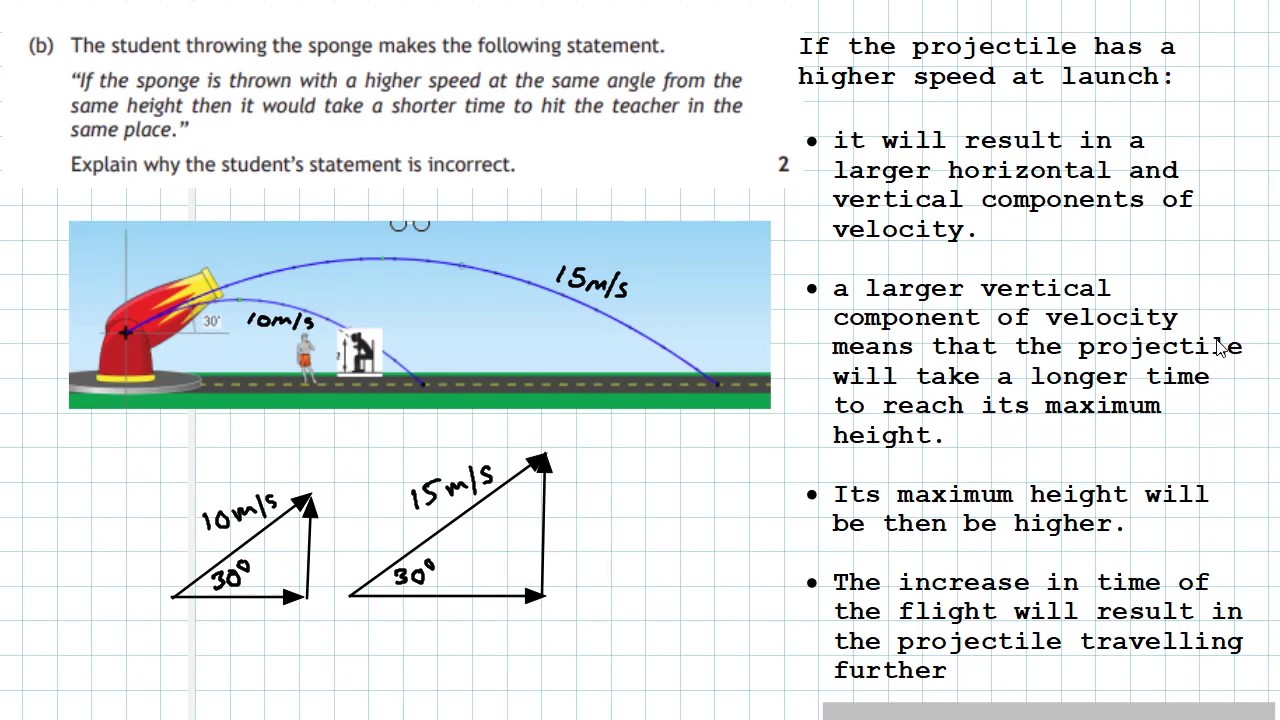 (b) The student throwing the sponge makes the following statement.
“If the sponge is thrown with a higher speed at the same angle from the
same height then it would take a shorter time to hit the teacher in the
same place.”
Explain why the student’s statement is incorrect. 2
15m/s
10m/s
30°
10m/s
30°
15m/s
30°
If the projectile has a
higher speed at launch:
• it will result in a
larger horizontal and
vertical components of
velocity.
• a larger vertical
component of velocity
means that the projectile
will take a longer time
to reach its maximum
height.
• Its maximum height will
be then be higher.
• The increase in time of
the flight will result in
the projectile travelling
further